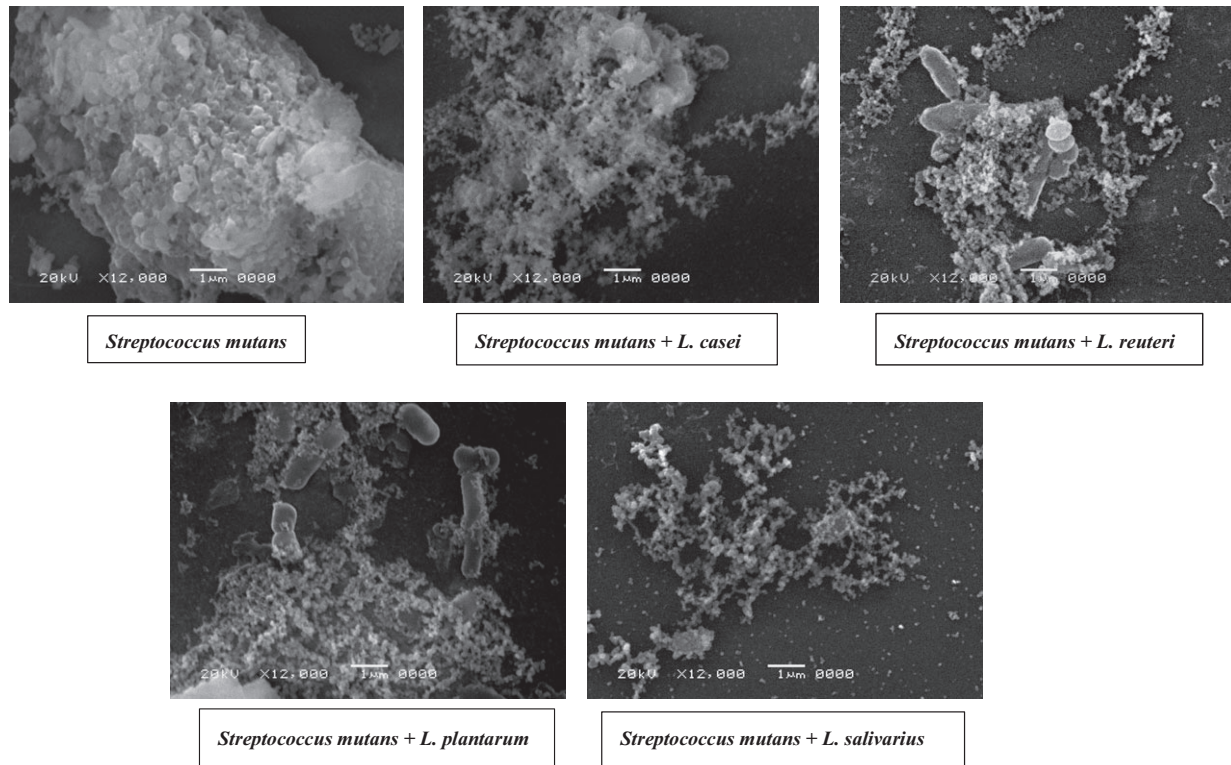 20kV X12,000 1μm 0000
20kV X12,000 1μm 0000
20kV X12,000 1μm 0000
Streptococcus mutans
Streptococcus mutans + L. casei
Streptococcus mutans + L. reuteri
20kV X12,000 1μm 0000
20kV X12,000 1μm 0000
Streptococcus mutans + L. plantarum
Streptococcus mutans + L. salivarius